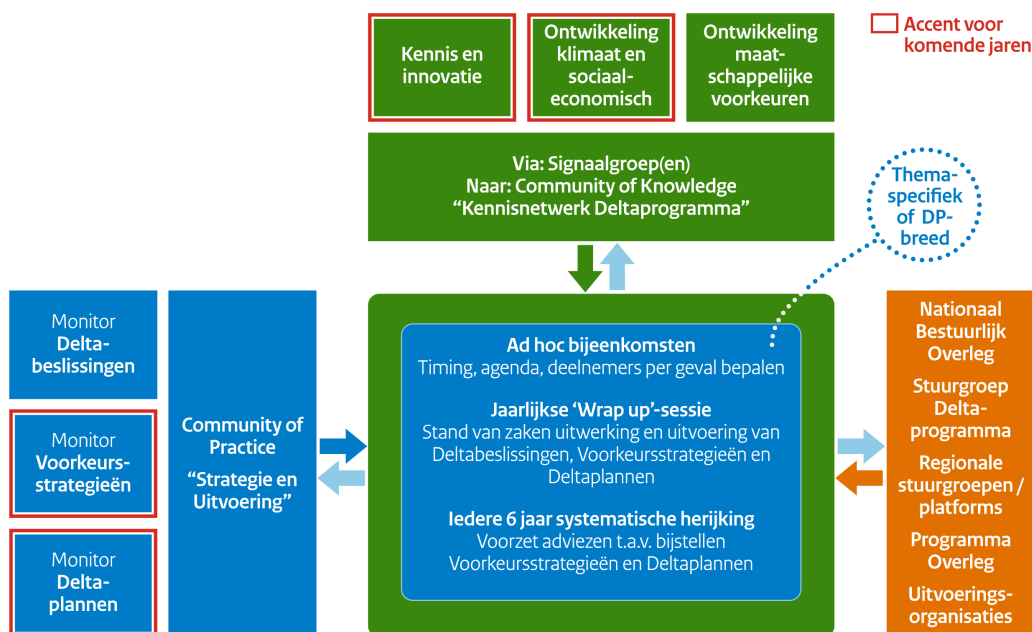 Kennis en
innovatie
Ontwikkeling
klimaat en
sociaal-
economisch
Ontwikkeling
maat-
schappelijke
voorkeuren
Accent voor
komende jaren
Via: Signaalgroep(en)
Naar: Community of Knowledge
“Kennisnetwerk Deltaprogramma”
Thema-
specifiek
of DP-
breed
Monitor
Delta-
beslissingen
Monitor
Voorkeurs-
strategieën
Monitor
Delta-
plannen
Community of
Practice
“Strategie en
Uitvoering”
Ad hoc bijeenkomsten
Timing, agenda, deelnemers per geval bepalen
Jaarlijkse ‘Wrap up’-sessie
Stand van zaken uitwerking en uitvoering van
Deltabeslissingen, Voorkeursstrategieën en
Deltaplannen
Iedere 6 jaar systematische herijking
Voorzet adviezen t.a.v. bijstellen
Voorkeursstrategieën en Deltaplannen
Nationaal
Bestuurlijk
Overleg
Stuurgroep
Delta-
programma
Regionale
stuurgroepen /
platforms
Programma
Overleg
Uitvoerings-
organisaties